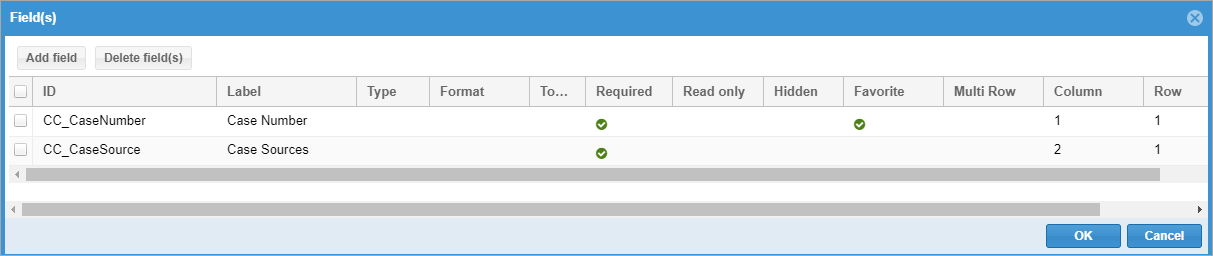 Field(s)
Add field Delete field(s)
ID Label Type Format To... Required Read only Hidden Favorite Multi Row Column Row
CC_CaseNumber Case Number 1 1
CC_CaseSource Case Sources 2 1
OK Cancel